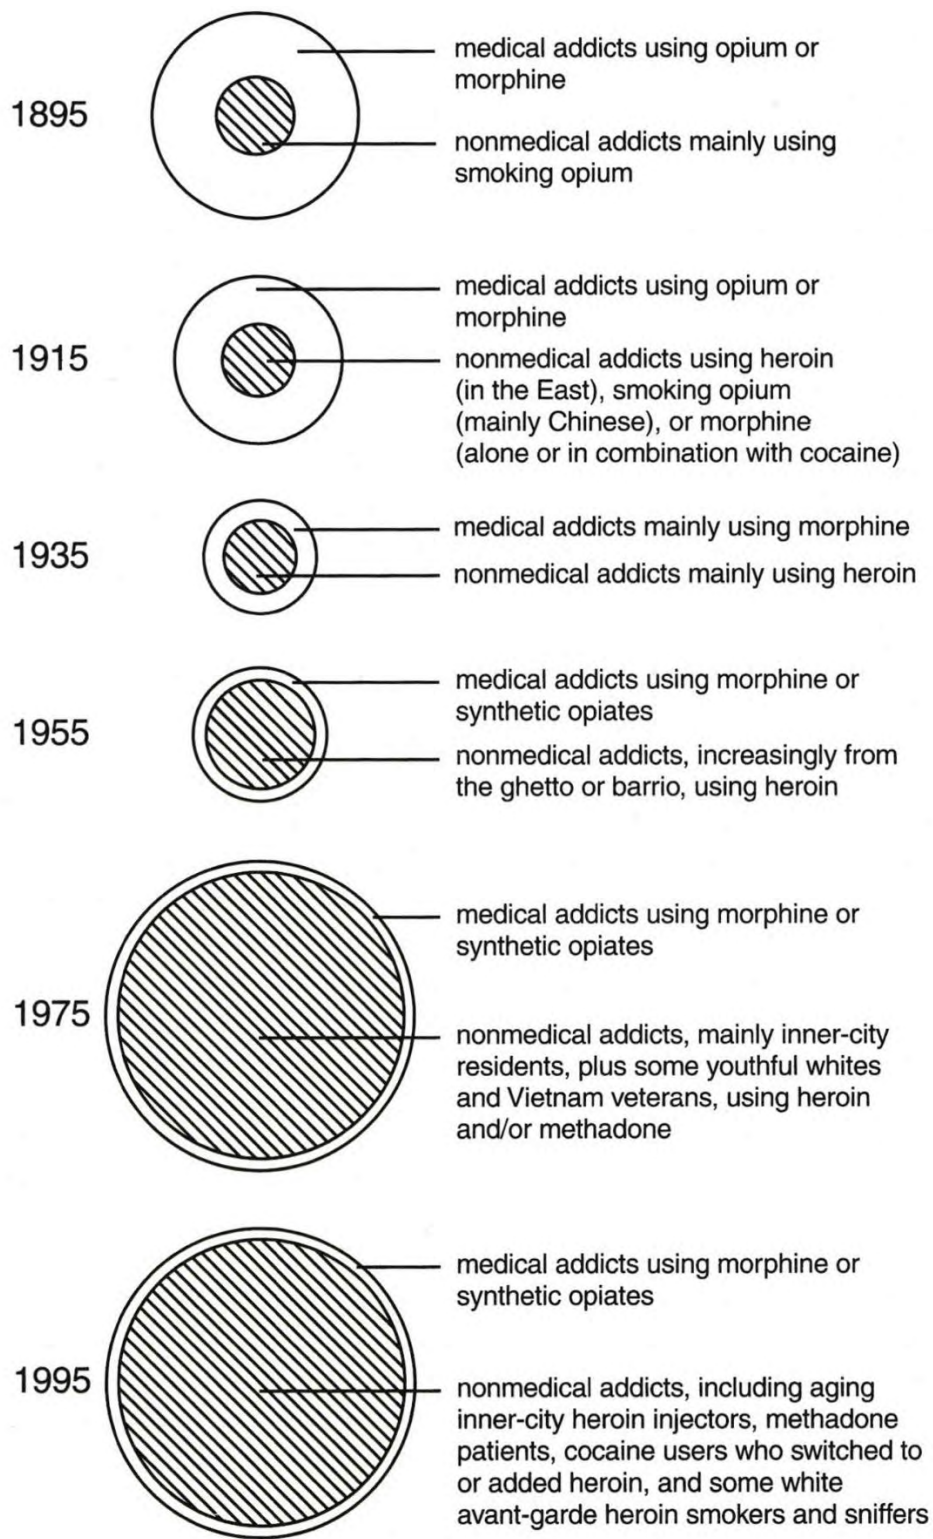 1895
medical addicts using opium or
morphine
nonmedical addicts mainly using
smoking opium
1915
medical addicts using opium or
morphine
nonmedical addicts using heroin
(in the East), smoking opium
(mainly Chinese), or morphine
(alone or in combination with cocaine)
1935
medical addicts mainly using morphine
nonmedical addicts mainly using heroin
1955
medical addicts using morphine or
synthetic opiates
nonmedical addicts, increasingly from
the ghetto or barrio, using heroin
1975
medical addicts using morphine or
synthetic opiates
nonmedical addicts, mainly inner-city
residents, plus some youthful whites
and Vietnam veterans, using heroin
and/or methadone
1995
medical addicts using morphine or
synthetic opiates
nonmedical addicts, including aging
inner-city heroin injectors, methadone
patients, cocaine users who switched to
or added heroin, and some white
avant-garde heroin smokers and sniffers